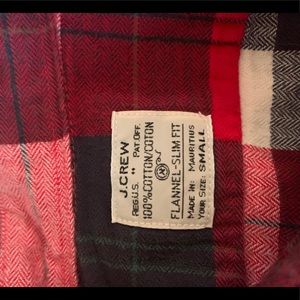 J.CREW
REG.U.S. " PAT.OFF.
100%COTTON/COTON
FLANNEL-SLIM FIT
MADE IN: MAURITIUS
YOUR SIZE: SMALL